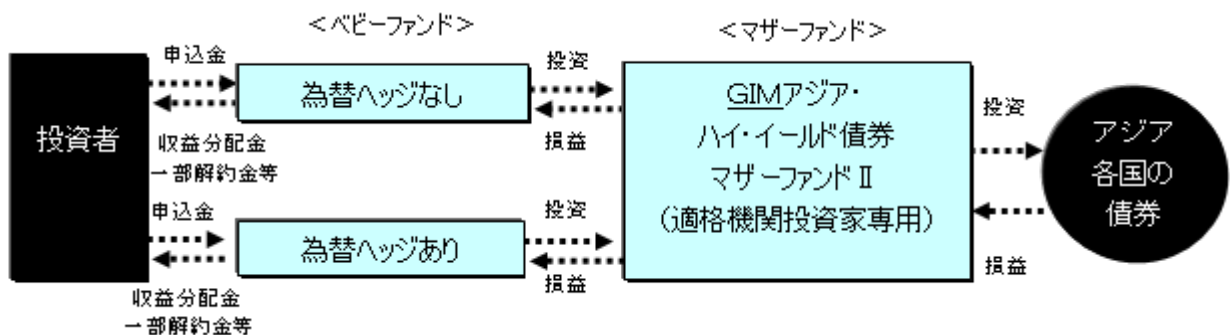 ＜ベビーファンド＞
＜マザーファンド＞
申込金
為替ヘッジなし
投資
損益
収益分配金
一部解約金等
投資者
申込金
為替ヘッジあり
投資
損益
収益分配金
一部解約金等
GIMアジア・
ハイ・イールド債券
マザーファンドⅡ
(適格機関投資家専用)
投資
損益
アジア
各国の
債券